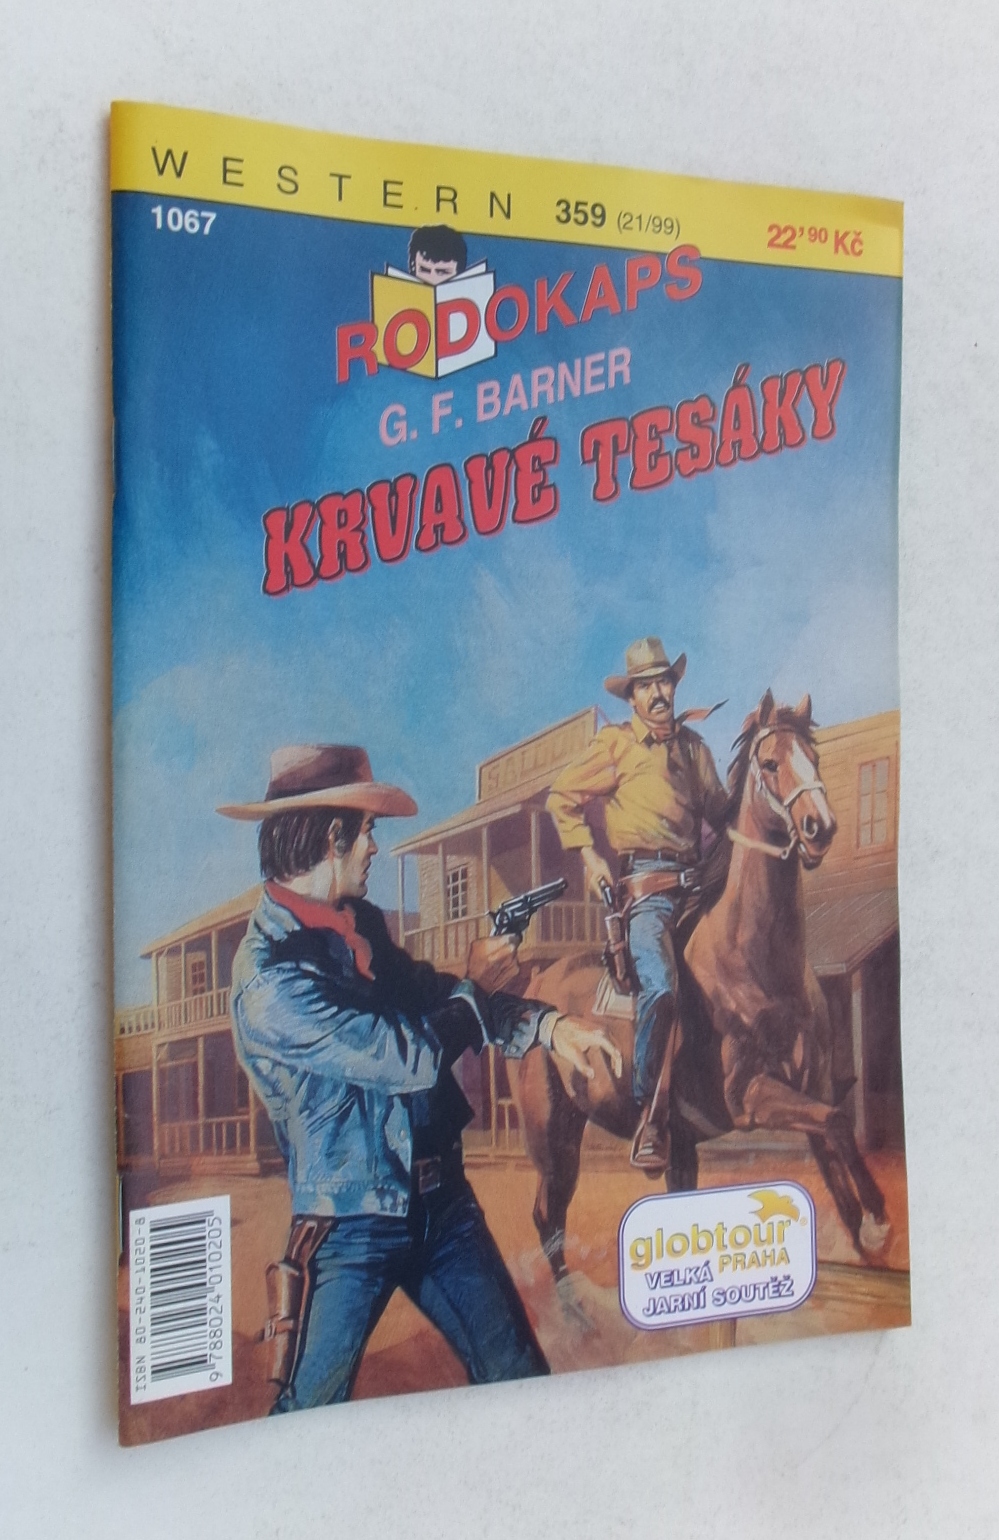 WESTERN 359 (21/99) 22’90 Kč
1067
RODOKAPS
G. F. BARNER
KRVAVÉ TESÁKY
SALOON
globtour
PRAHA
VELKÁ
JARNÍ SOUTĚŽ
ISBN 80-240-1020-8
9 788024 010205